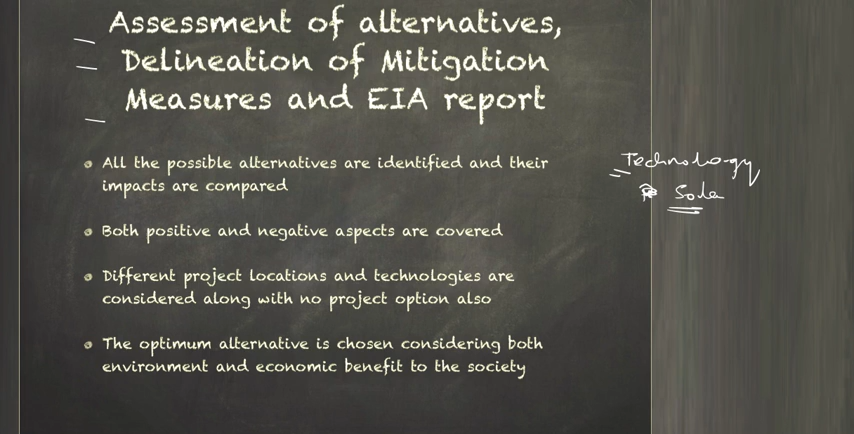 Assessment of alternatives,
Delineation of Mitigation
Measures and EIA report
All the possible alternatives are identified and their
impacts are compared
Both positive and negative aspects are covered
Different project locations and technologies are
considered along with no project option also
The optimum alternative is chosen considering both
environment and economic benefit to the society
Technology
Soda